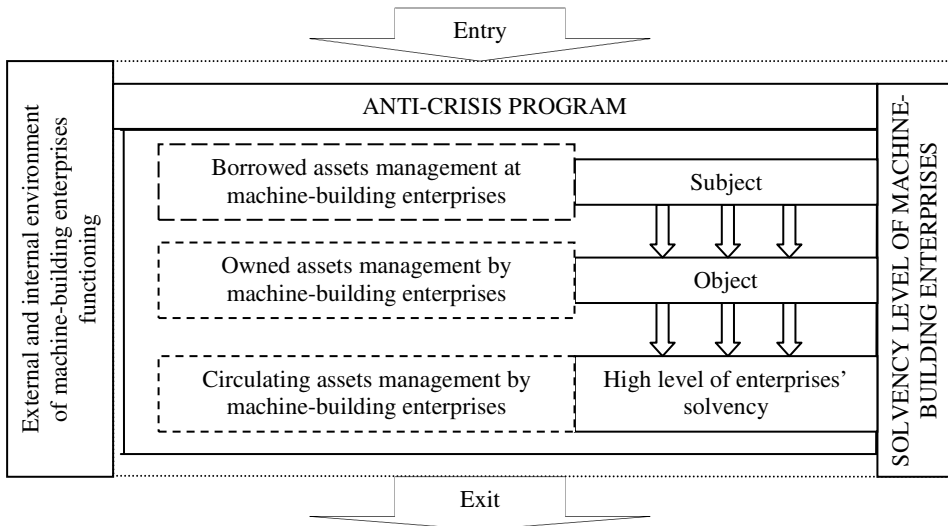 Entry
External and internal environment
of machine-building enterprises
functioning
ANTI-CRISIS PROGRAM
Borrowed assets management at
machine-building enterprises
Subject
Owned assets management by
machine-building enterprises
Object
Circulating assets management by
machine-building enterprises
High level of enterprises’
solvency
SOLVENCY LEVEL OF MACHINE-
BUILDING ENTERPRISES
Exit